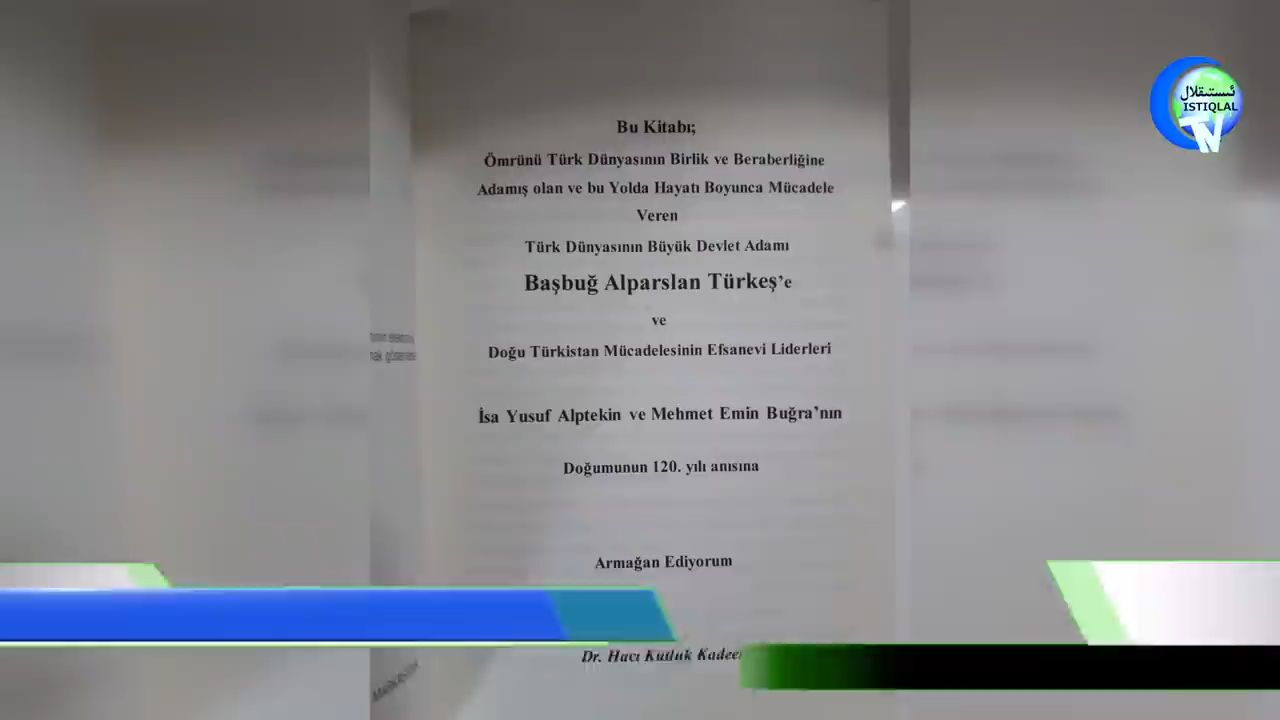 Bu Kitabı;
Ömrünü Türk Dünyasının Birlik ve Beraberliğine
Adamış olan ve bu Yolda Hayatı Boyunca Mücadele
Veren
Türk Dünyasının Büyük Devlet Adamı
Başbuğ Alparslan Türkeş'e
ve
Doğu Türkistan Mücadelesinin Efsanevi Liderleri
İsa Yusuf Alptekin ve Mehmet Emin Buğra'nın
Doğumunun 120. yılı anısına
Armağan Ediyorum
Dr. Hacı Kutluk
ئىستىقلال
ISTIQLAL
TV